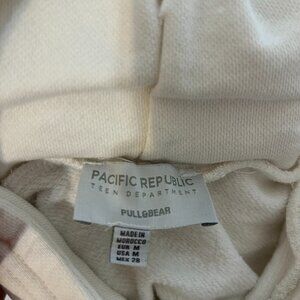 PACIFIC REPUBLIC
TEEN DEPARTMENT
PULL&BEAR
MADE IN
MOROCCO
EUR M
USA M
MEX 28